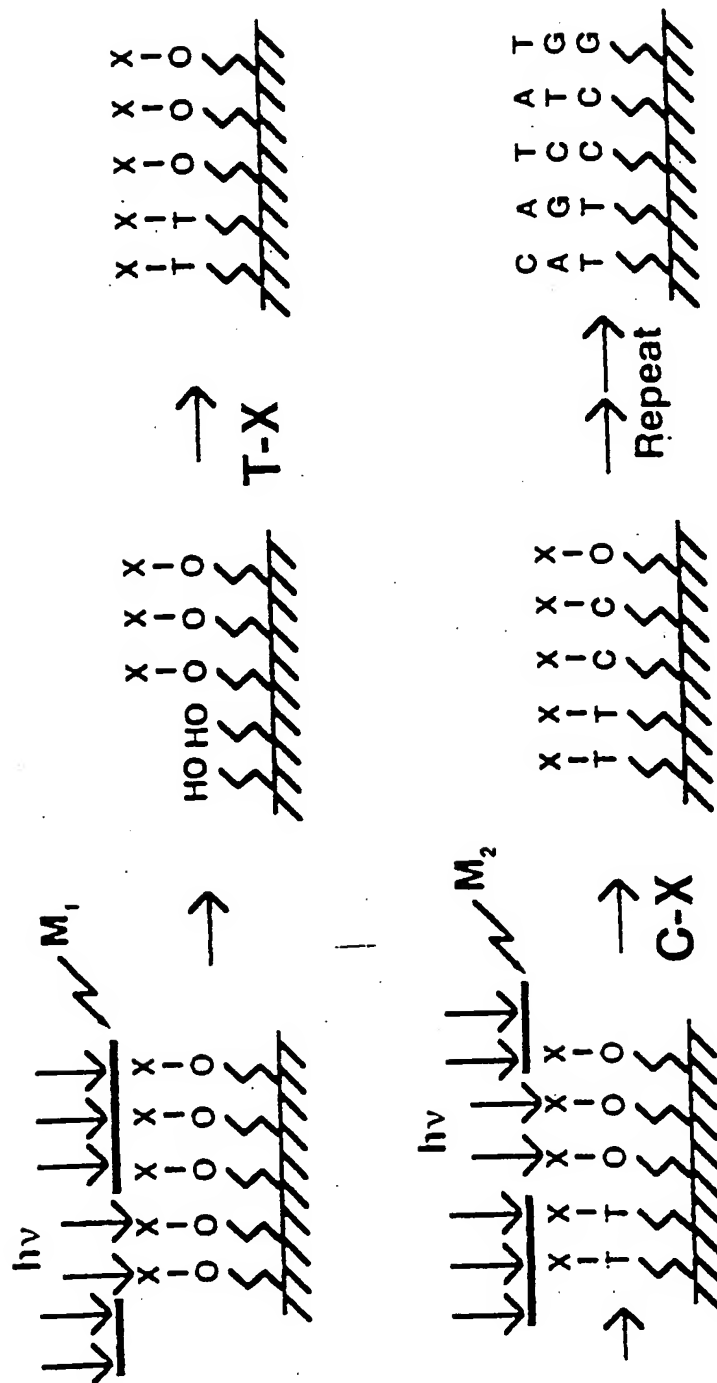 hν
M₁
X X X X X
O O O O O
X X X
HO HO O O O
T-X
X X X X X
T T O O O
hν
M₂
X X X X X
T T O O O
C-X
X X X X X
T T C C O
Repeat
C A T A T
A G C T G
T T C C G